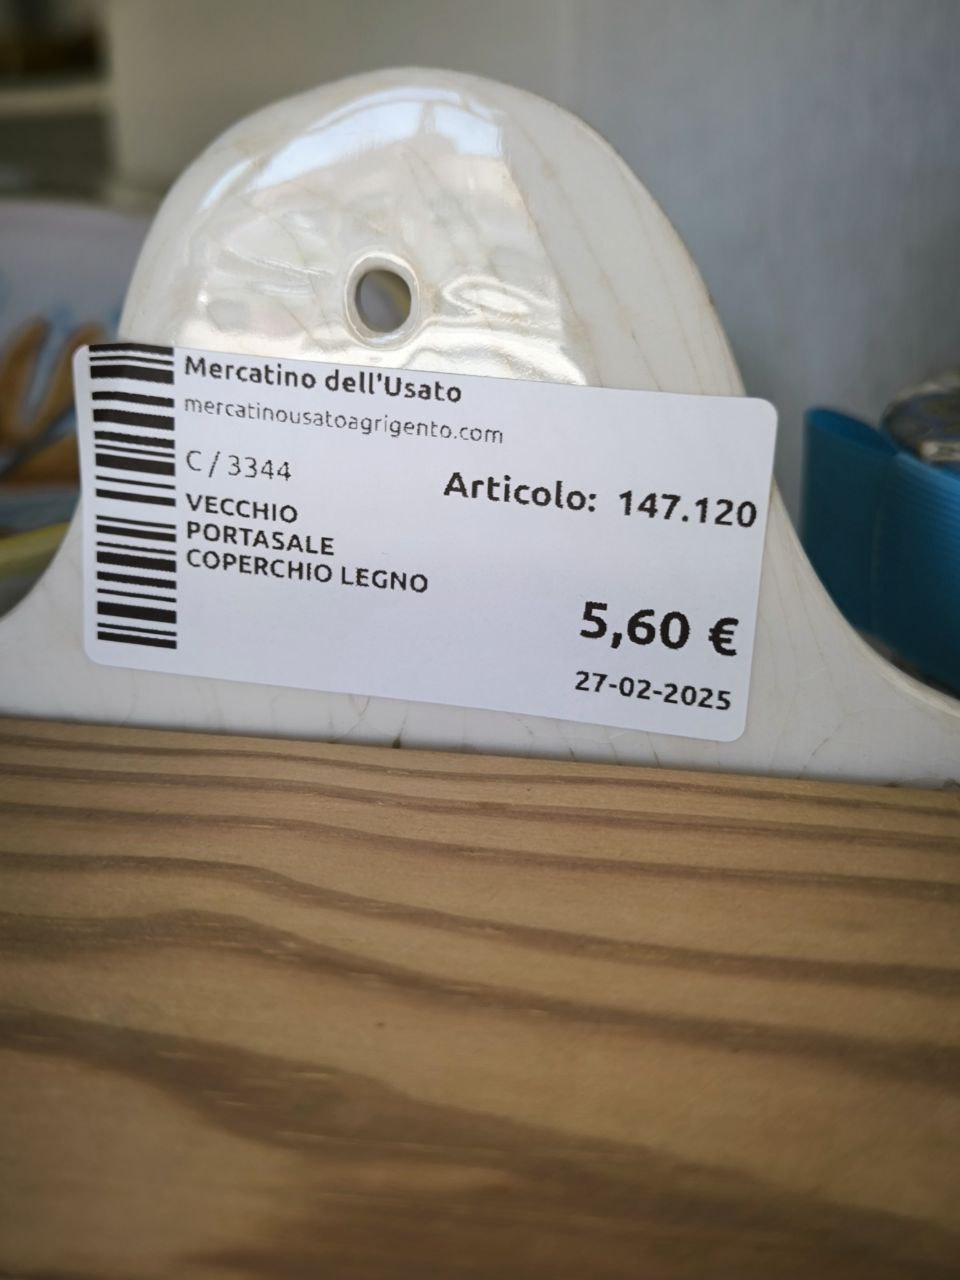 Mercatino dell'Usato
mercatinousatoagrigento.com
C / 3344
Articolo: 147.120
VECCHIO
PORTASALE
COPERCHIO LEGNO
5,60 €
27-02-2025